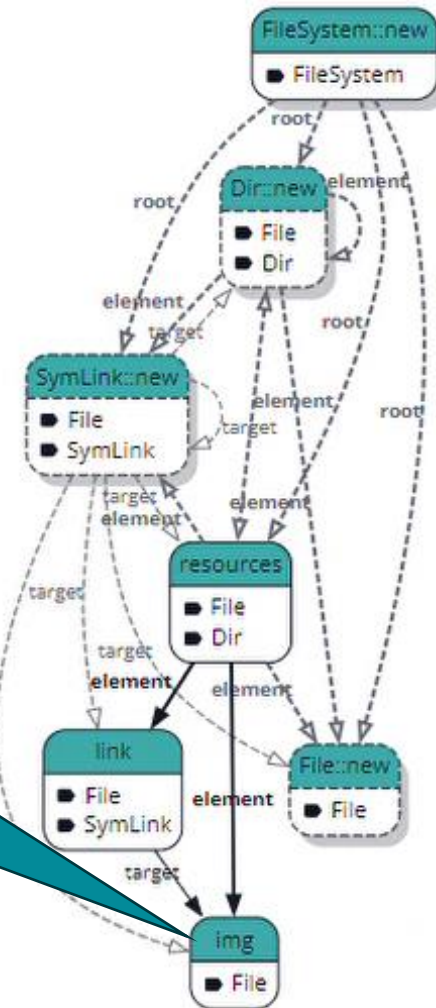 FileSystem::new
FileSystem
root
Dir::new
element
File
Dir
root
element
target
root
SymLink::new
File
SymLink
target
element
root
target
element
element
resources
File
Dir
target
target
element
element
link
File
SymLink
element
File::new
File
target
img
File